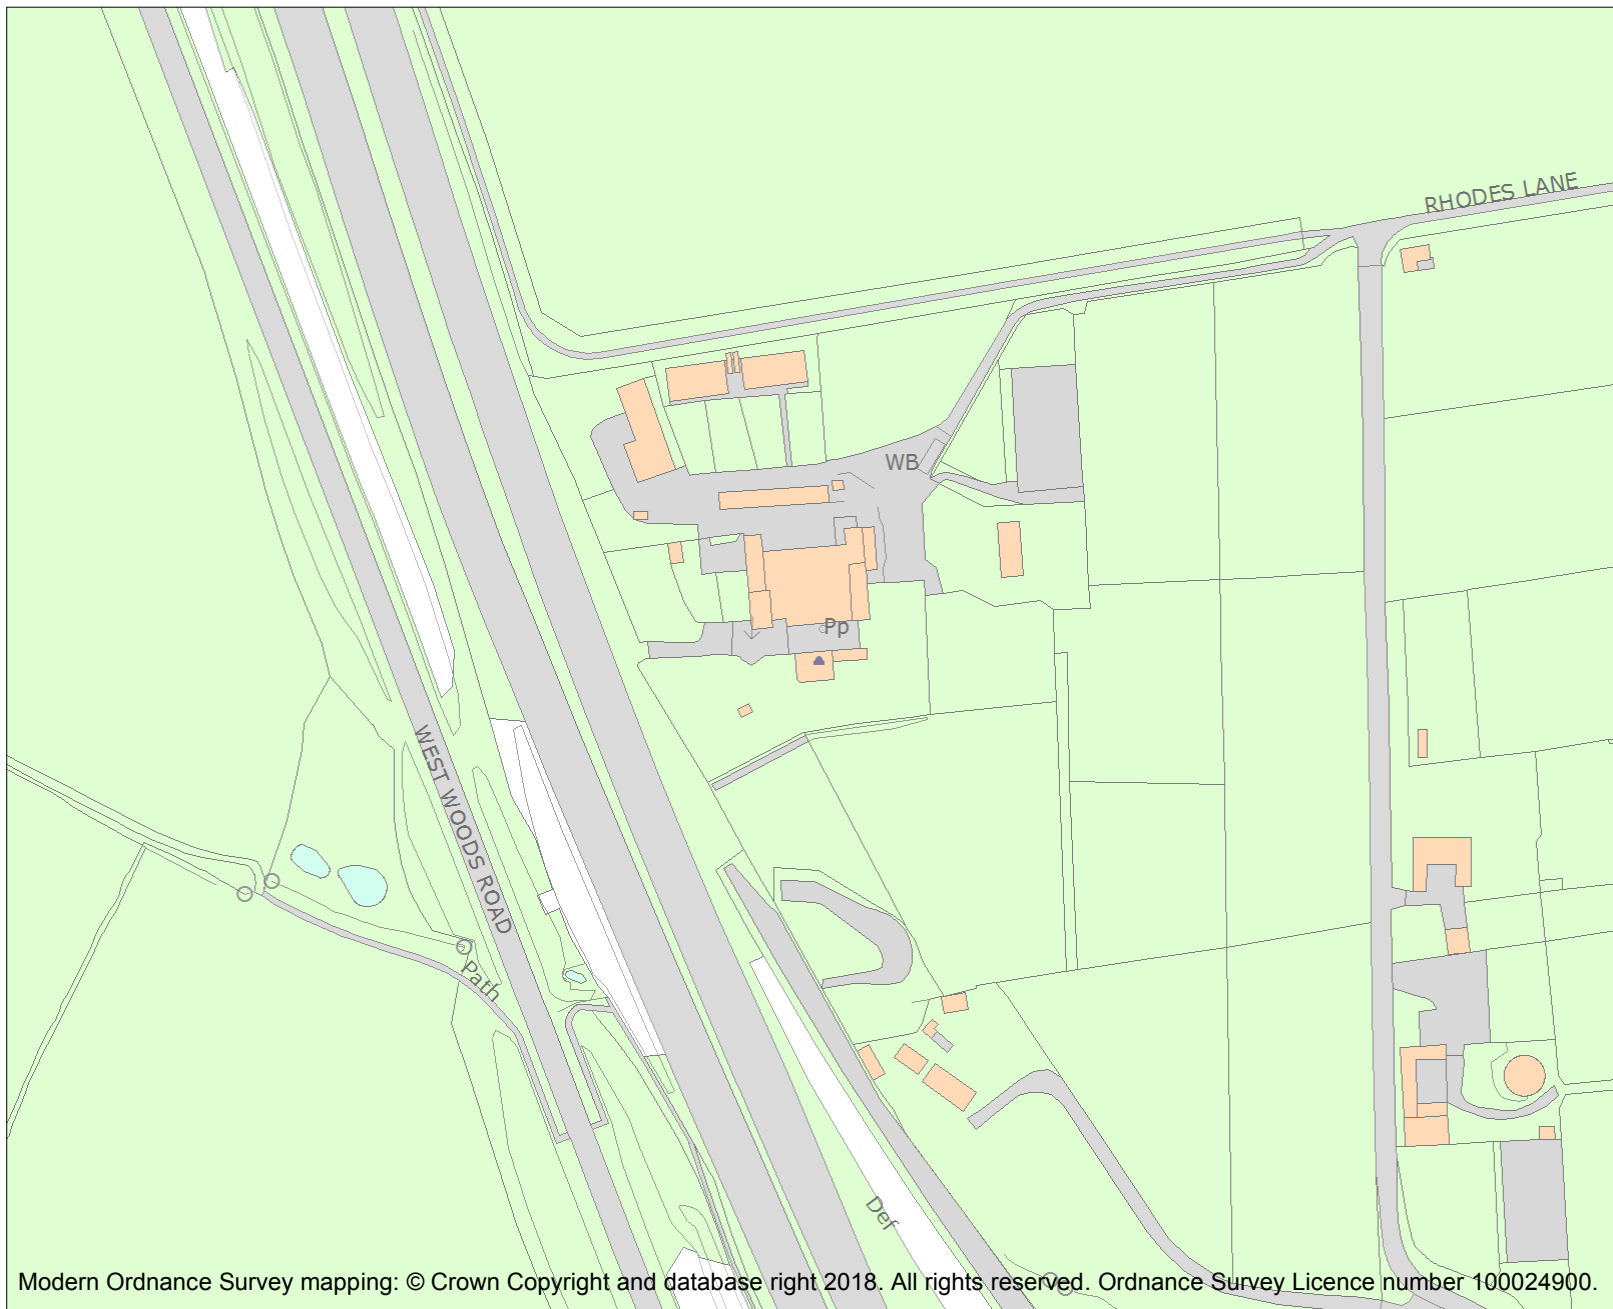 RHODES LANE
WB
Pp
WEST WOODS ROAD
Path
Def
Modern Ordnance Survey mapping: © Crown Copyright and database right 2018. All rights reserved. Ordnance Survey Licence number 100024900.